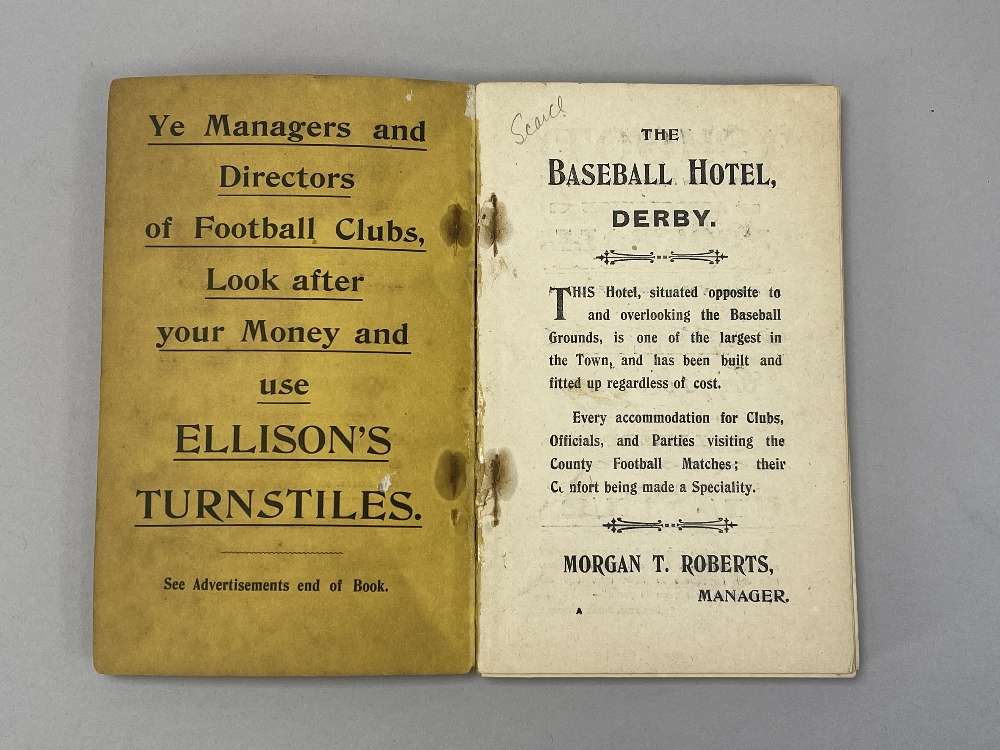 Ye Managers and
Directors
of Football Clubs,
Look after
your Money and
use
ELLISON'S
TURNSTILES.
See Advertisements end of Book.
THE
BASEBALL HOTEL,
DERBY.
THIS Hotel, situated opposite to
and overlooking the Baseball
Grounds, is one of the largest in
the Town, and has been built and
fitted up regardless of cost.
Every accommodation for Clubs,
Officials, and Parties visiting the
County Football Matches; their
Comfort being made a Speciality.
MORGAN T. ROBERTS,
MANAGER.
A